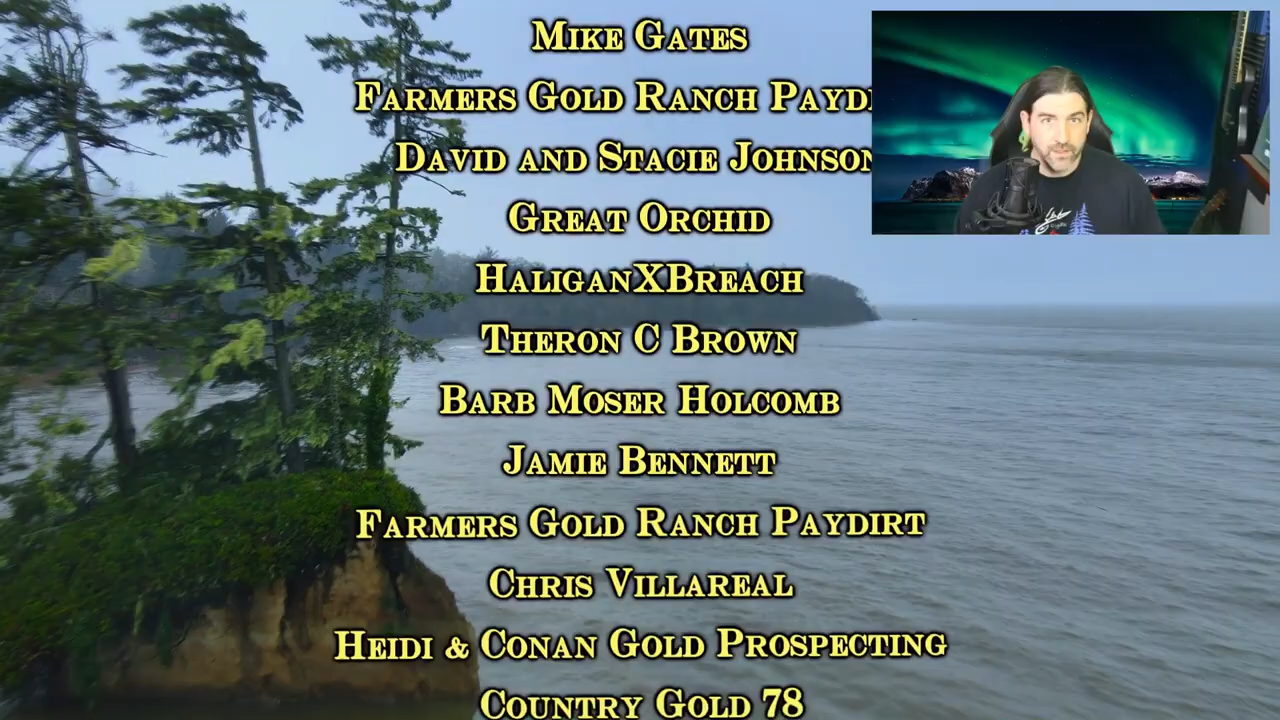 Mike Gates
Farmers Gold Ranch
David and Stacie Johnson
Great Orchid
HaliganXBreach
Theron C Brown
Barb Moser Holcomb
Jamie Bennett
Farmers Gold Ranch Paydirt
Chris Villareal
Heidi & Conan Gold Prospecting
Country Gold 78